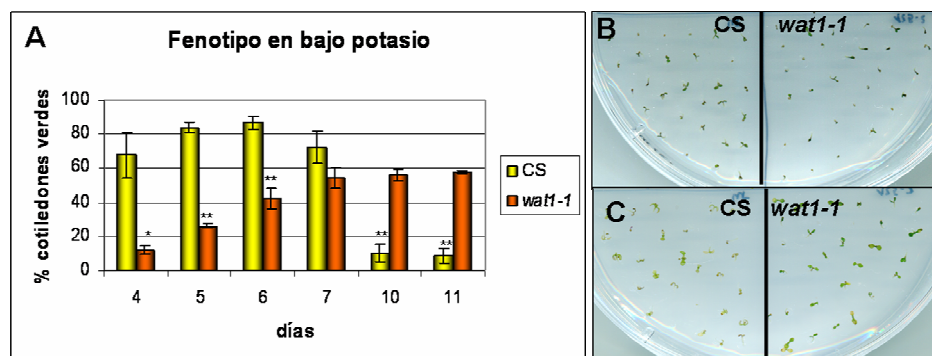 A
Fenotipo en bajo potasio
% cotiledones verdes
100
80
60
40
20
0
*
**
**
**
**
4 5 6 7 10 11
días
CS
wat1-1
B
CS wat1-1
C
CS wat1-1